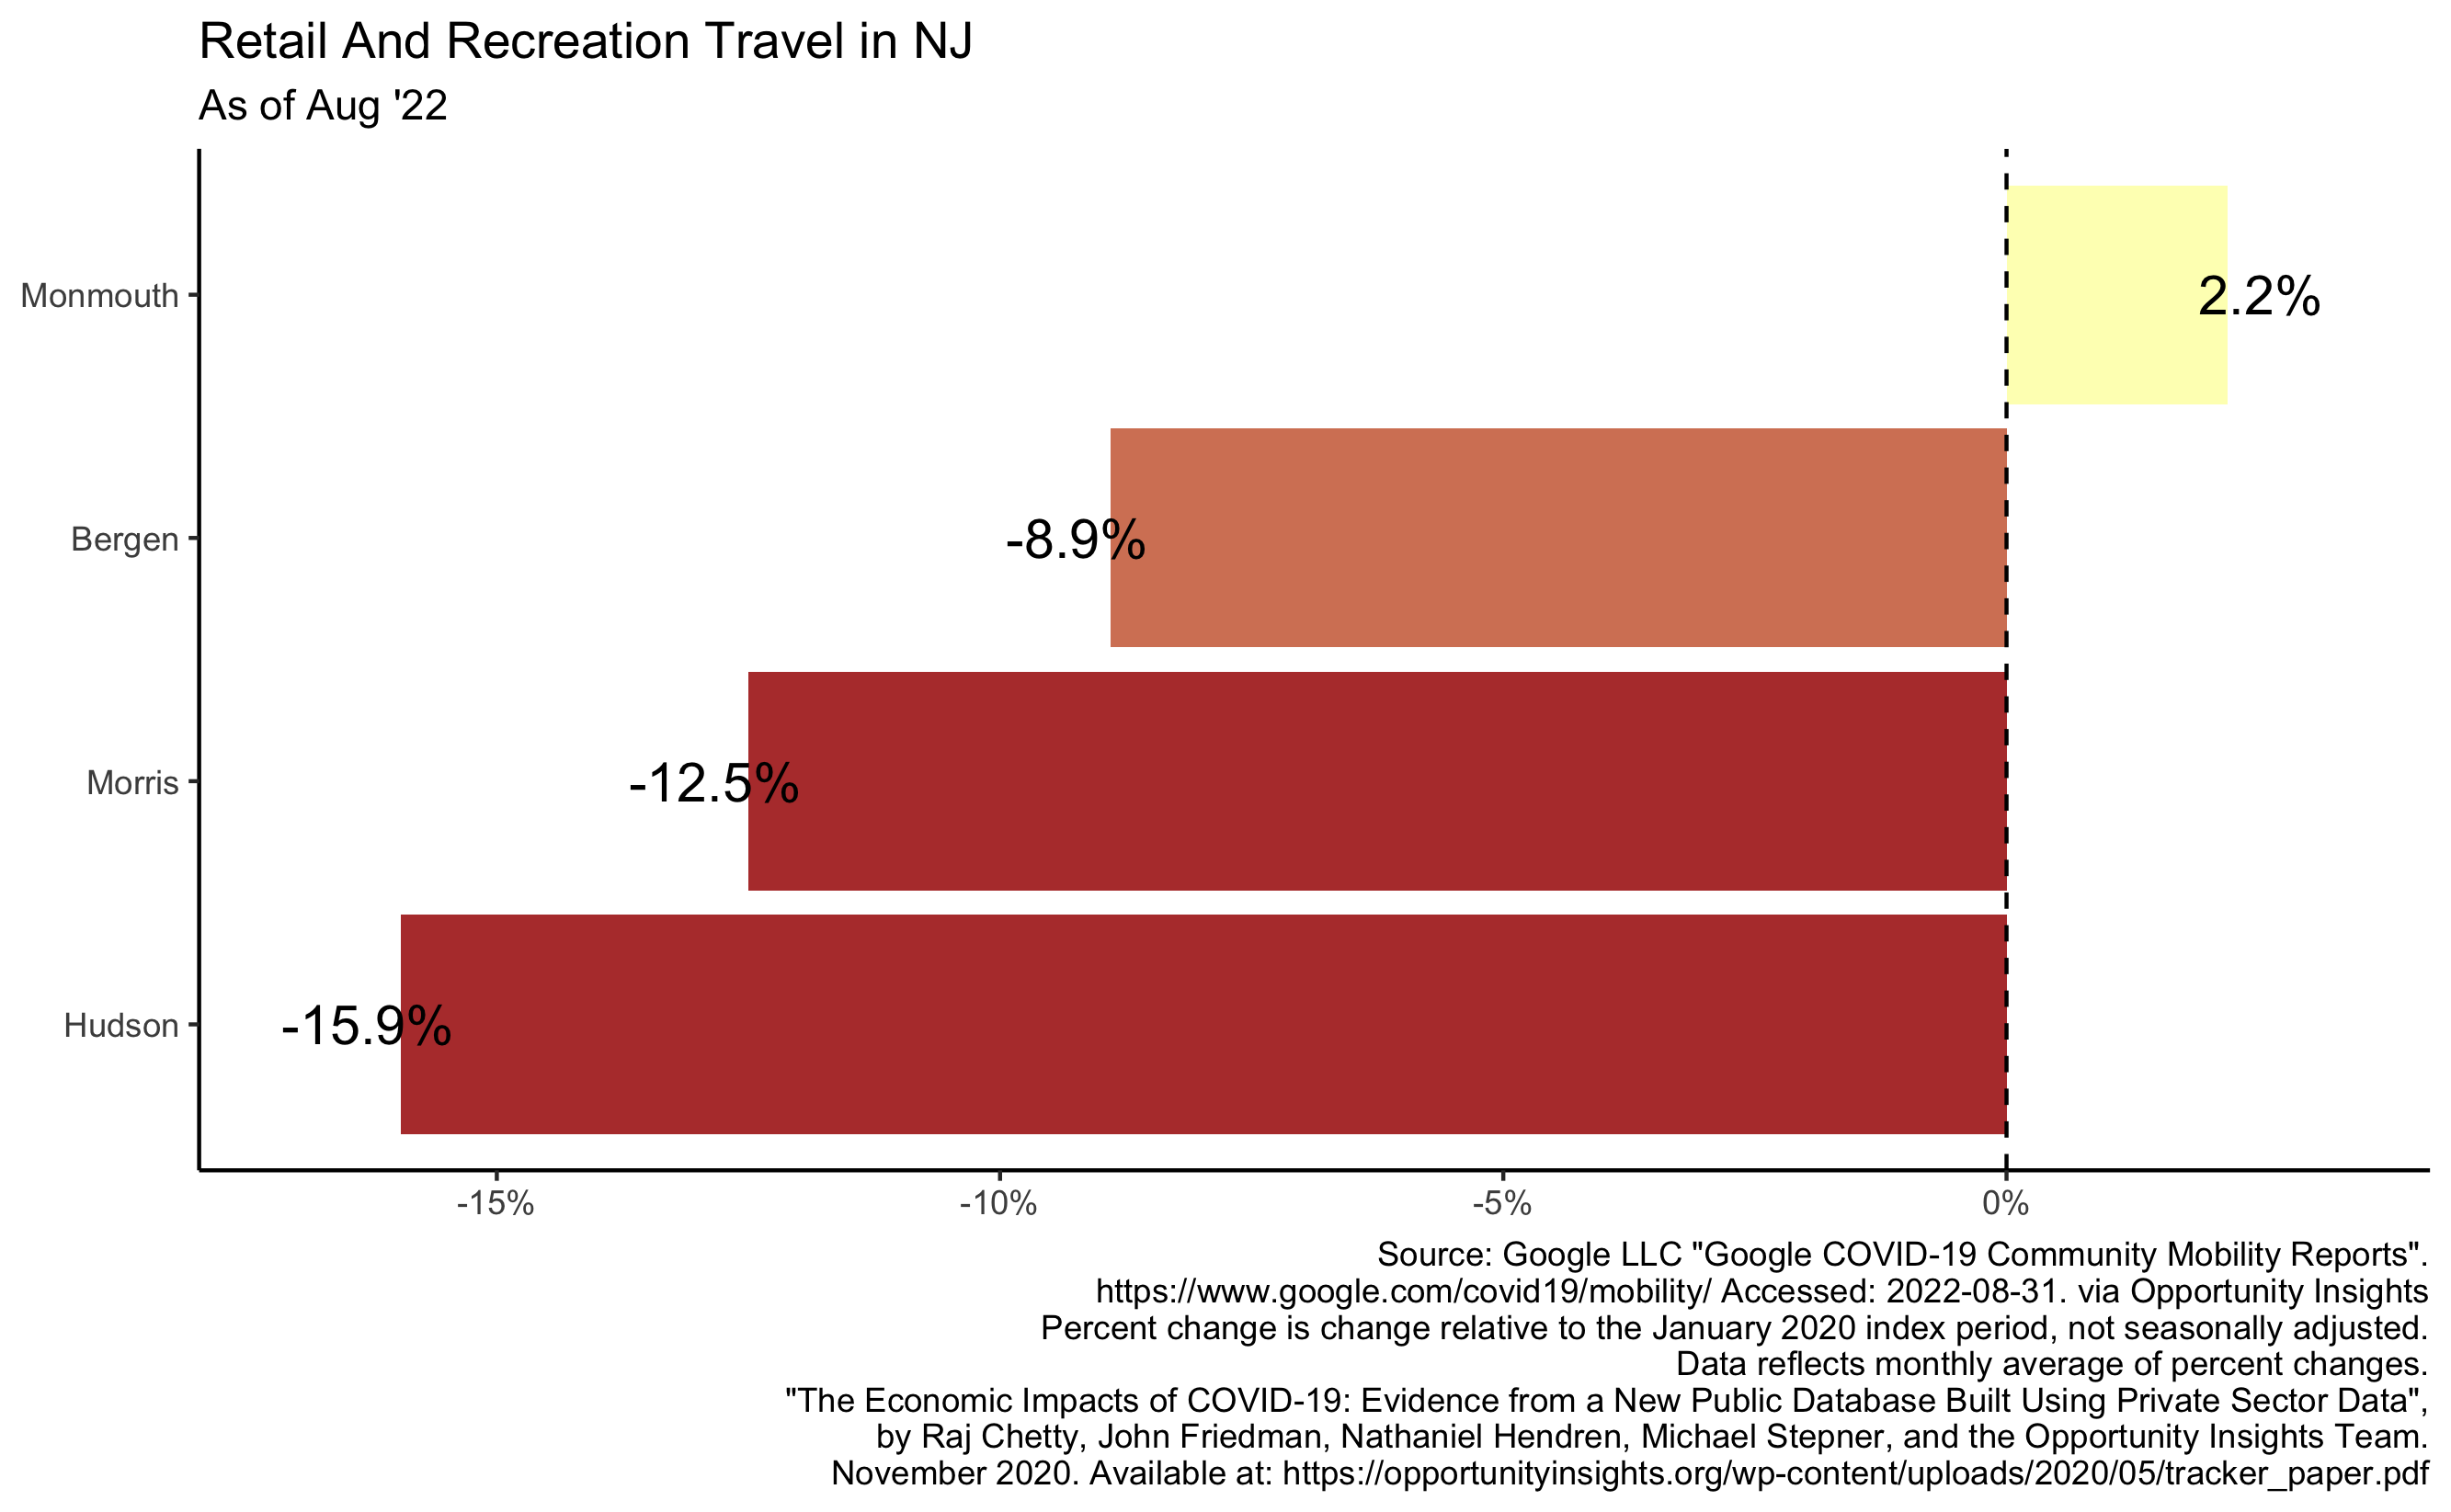 Retail And Recreation Travel in NJ
As of Aug '22
Monmouth
2.2%
Bergen
-8.9%
Morris
-12.5%
Hudson
-15.9%
-15%
-10%
-5%
0%
Source: Google LLC "Google COVID-19 Community Mobility Reports".
https://www.google.com/covid19/mobility/ Accessed: 2022-08-31. via Opportunity Insights
Percent change is change relative to the January 2020 index period, not seasonally adjusted.
Data reflects monthly average of percent changes.
"The Economic Impacts of COVID-19: Evidence from a New Public Database Built Using Private Sector Data",
by Raj Chetty, John Friedman, Nathaniel Hendren, Michael Stepner, and the Opportunity Insights Team.
November 2020. Available at: https://opportunityinsights.org/wp-content/uploads/2020/05/tracker_paper.pdf